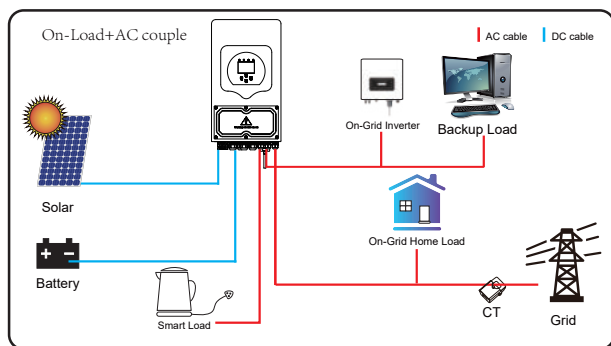 On-Load+AC couple
AC cable
DC cable
On-Grid Inverter
Backup Load
Solar
On-Grid Home Load
Battery
Smart Load
CT
Grid